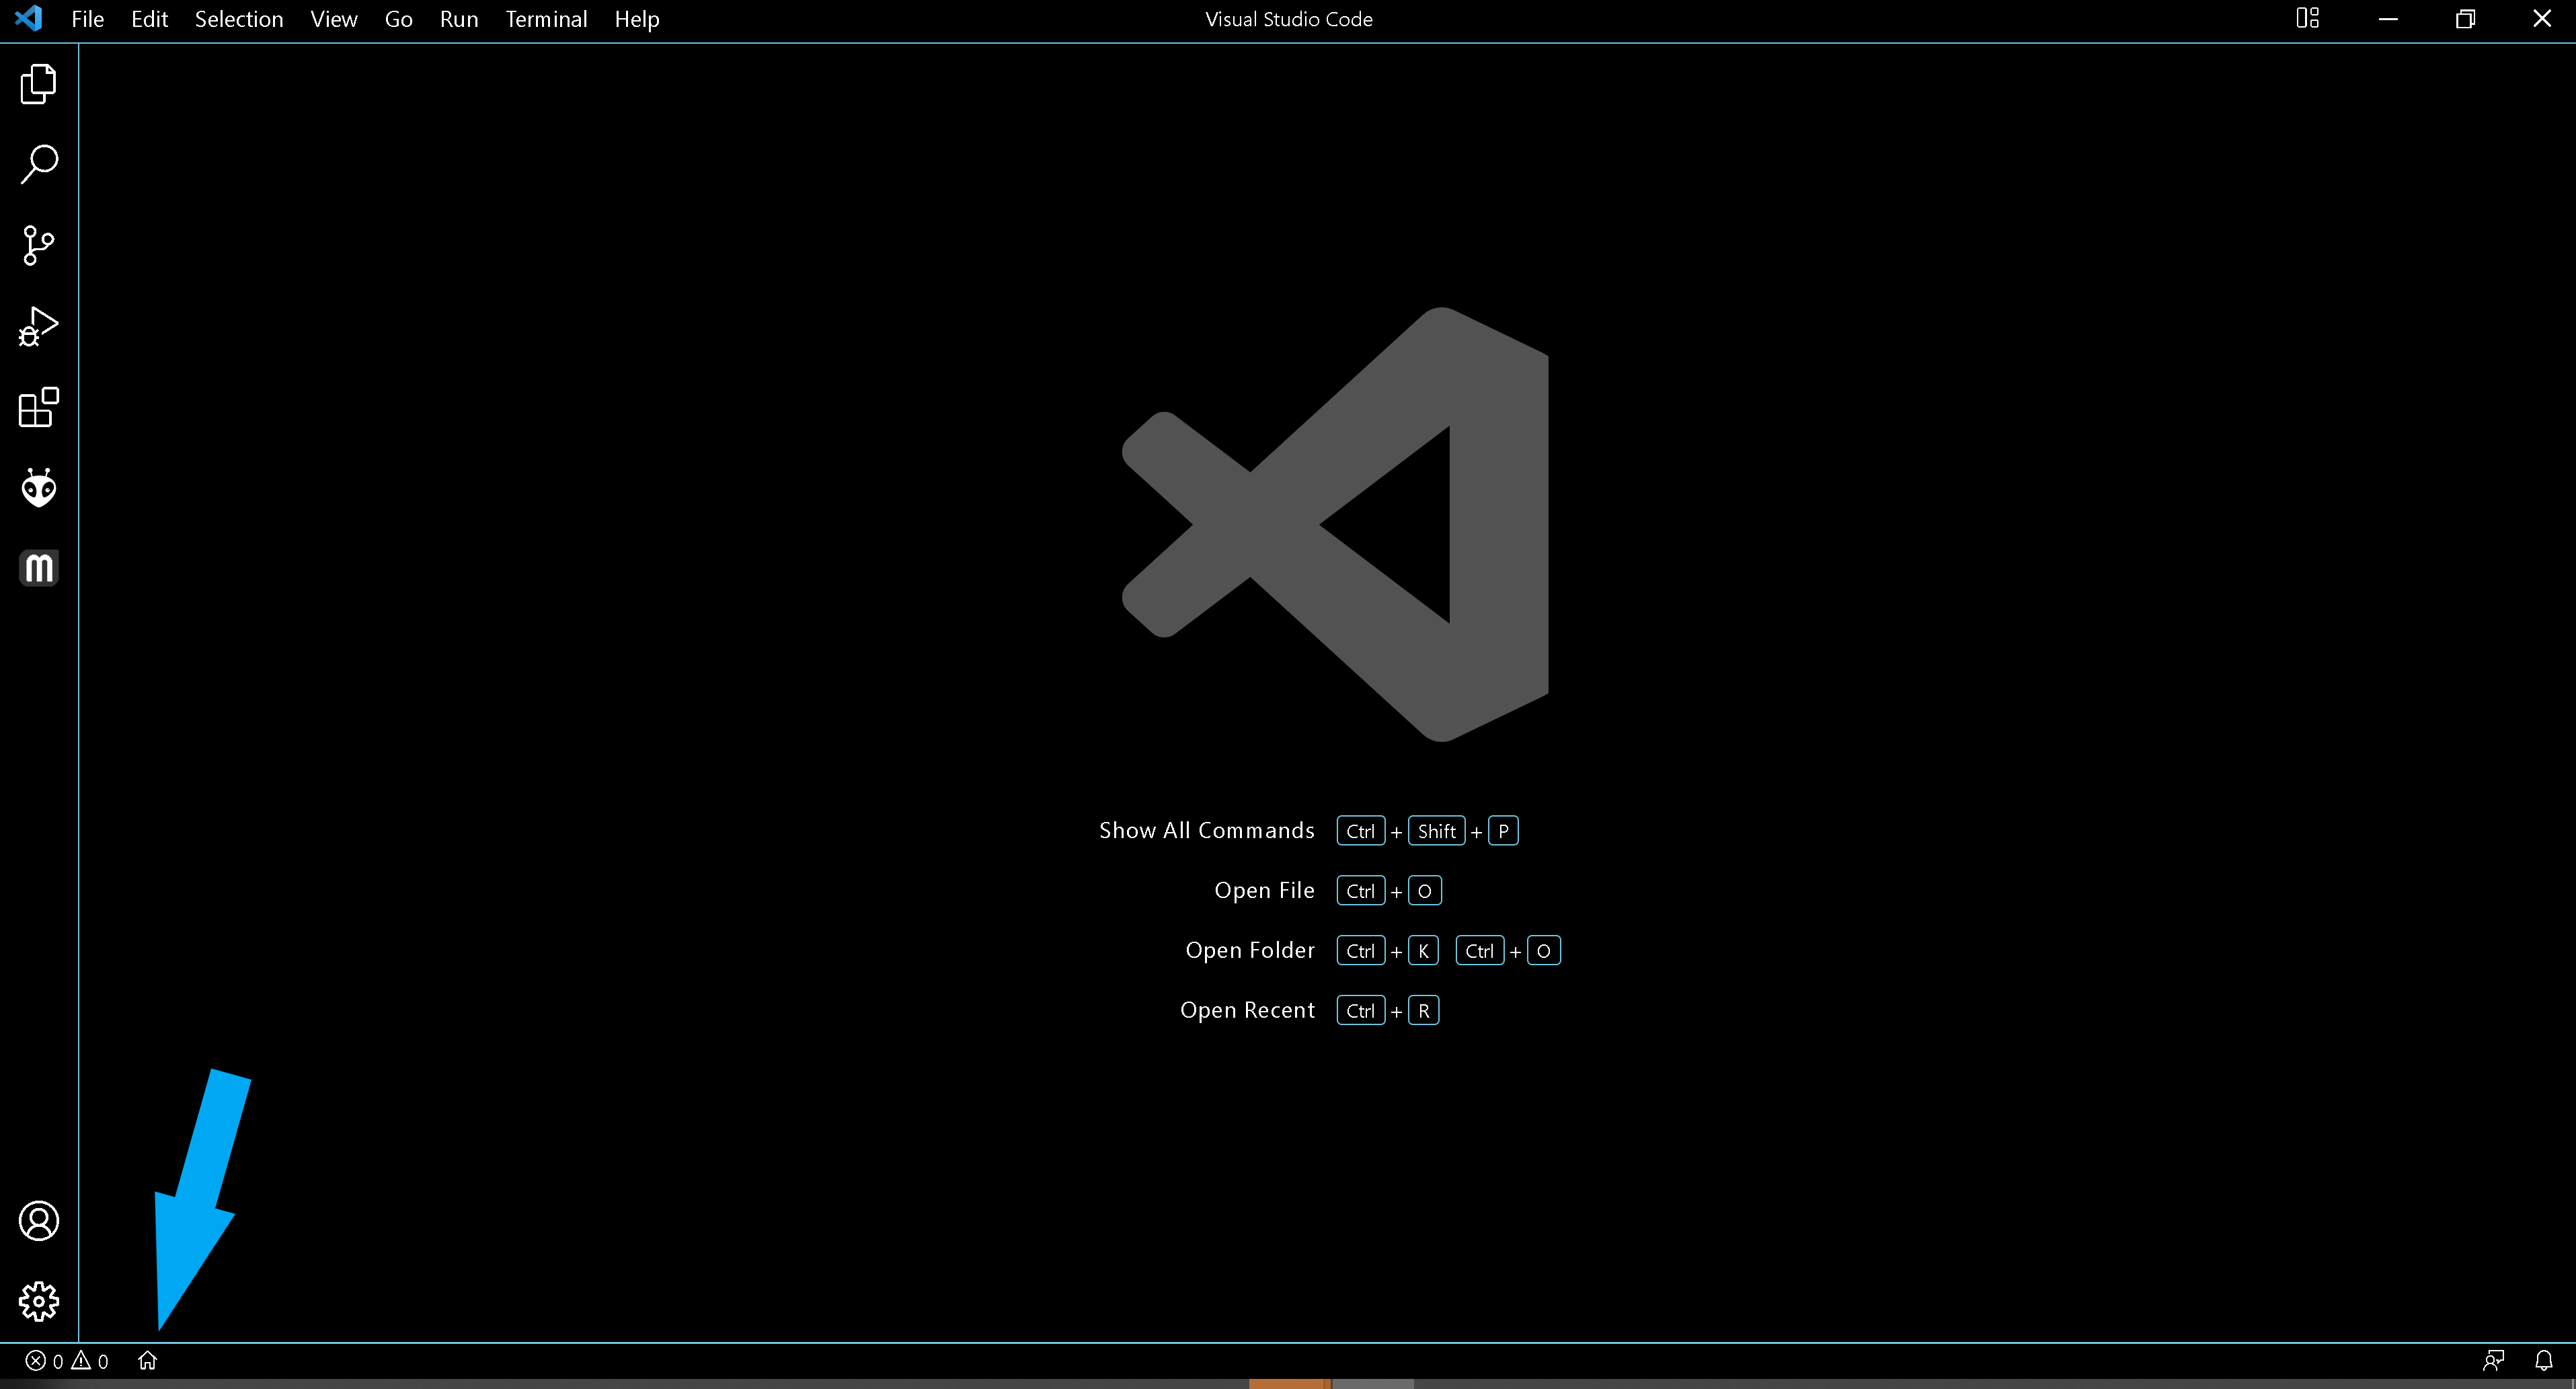 File Edit Selection View Go Run Terminal Help Visual Studio Code
m
Show All Commands Ctrl + Shift + P
Open File Ctrl + O
Open Folder Ctrl + K Ctrl + O
Open Recent Ctrl + R
0 0